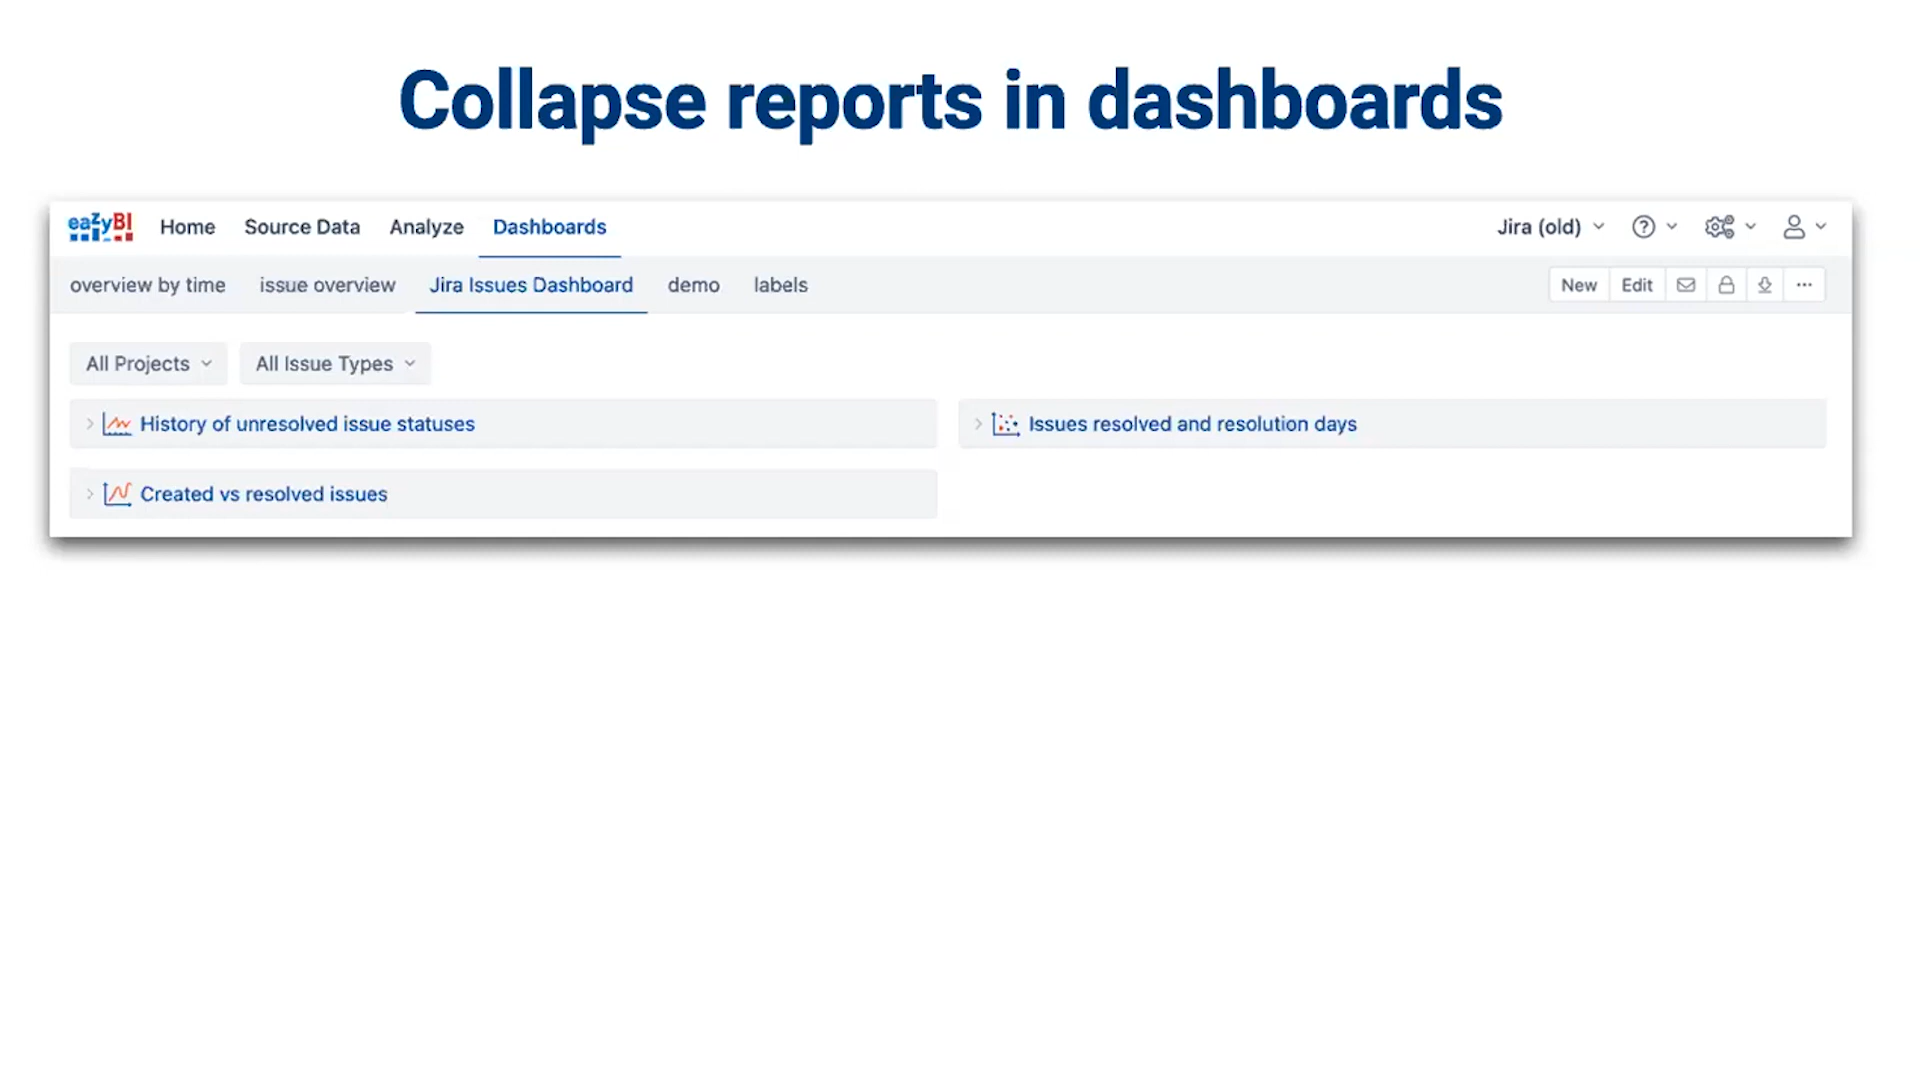 Collapse reports in dashboards
eazyBI Home Source Data Analyze Dashboards Jira (old)
overview by time issue overview Jira Issues Dashboard demo labels New Edit
All Projects All Issue Types
History of unresolved issue statuses Issues resolved and resolution days
Created vs resolved issues